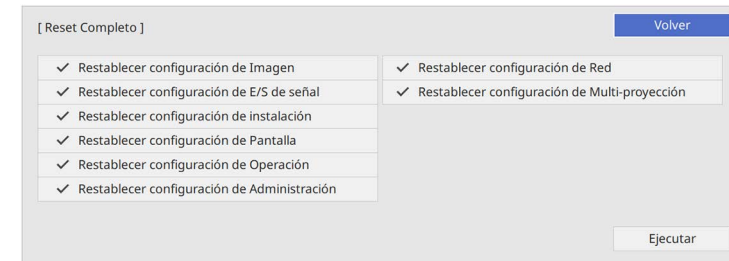 [ Reset Completo ]
Volver
Restablecer configuración de Imagen
Restablecer configuración de E/S de señal
Restablecer configuración de instalación
Restablecer configuración de Pantalla
Restablecer configuración de Operación
Restablecer configuración de Administración
Restablecer configuración de Red
Restablecer configuración de Multi-proyección
Ejecutar